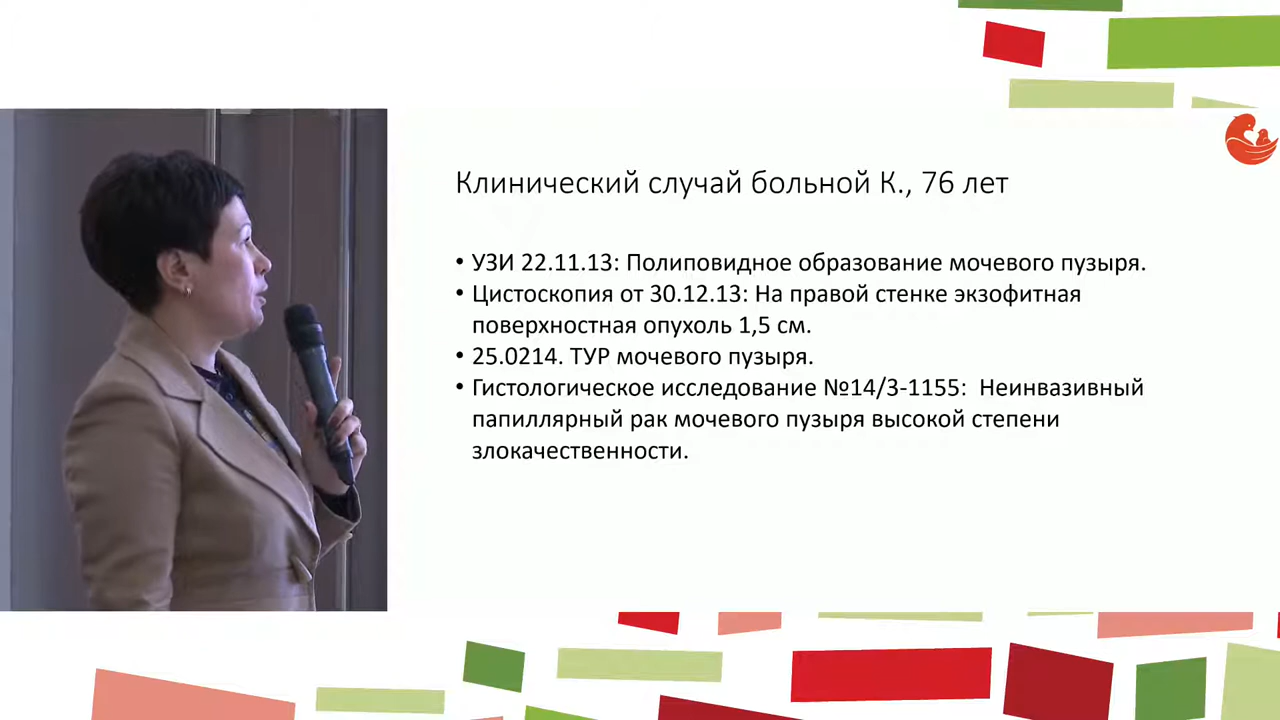 Клинический случай больной К., 76 лет
• УЗИ 22.11.13: Полиповидное образование мочевого пузыря.
• Цистоскопия от 30.12.13: На правой стенке экзофитная
поверхностная опухоль 1,5 см.
• 25.0214. ТУР мочевого пузыря.
• Гистологическое исследование №14/3-1155: Неинвазивный
папиллярный рак мочевого пузыря высокой степени
злокачественности.